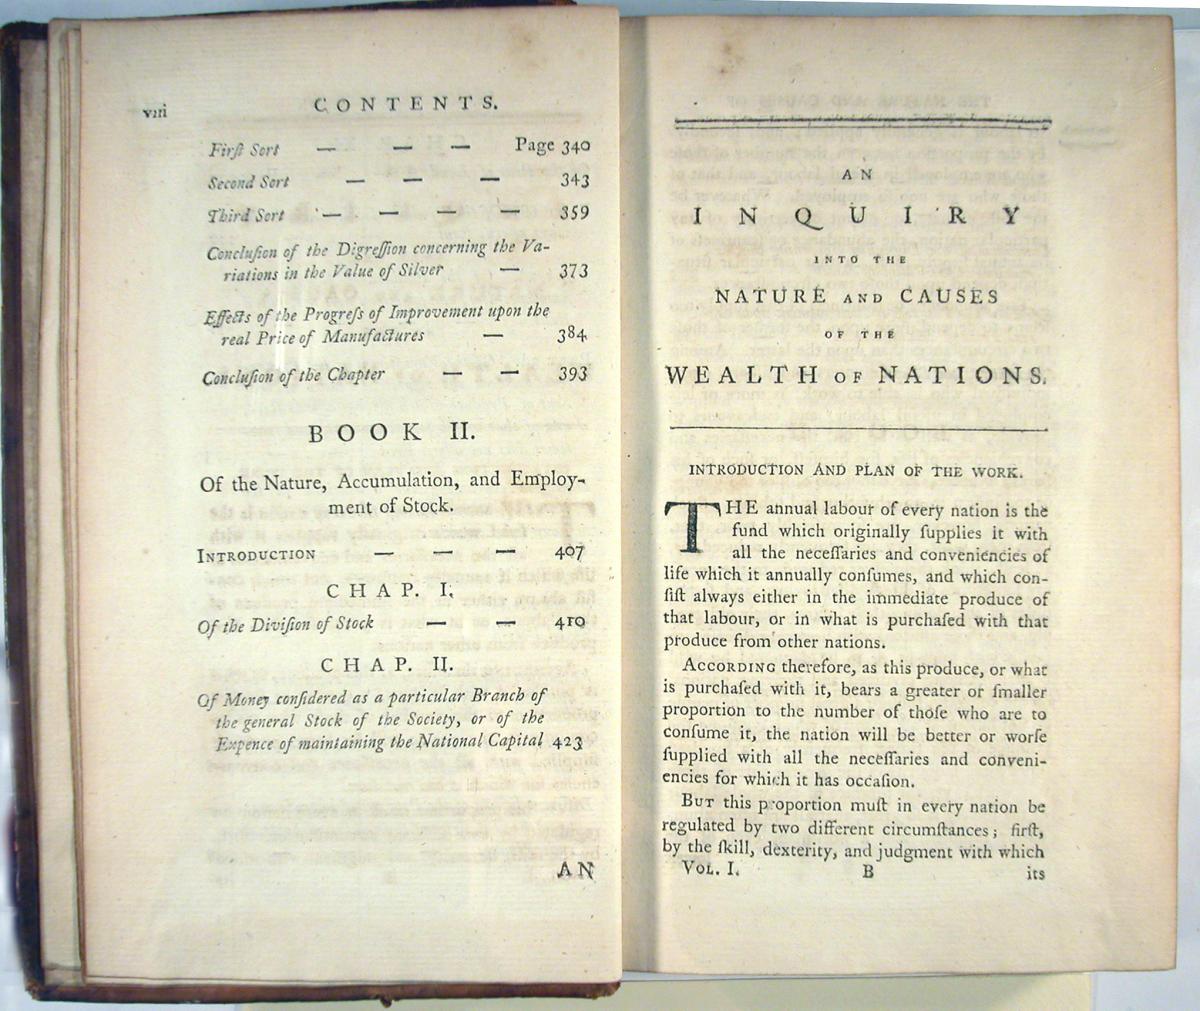 viii
CONTENTS.
Firſt Sort — — — Page 340
Second Sort — — — 343
Third Sort — — — — 359
Concluſion of the Digreſſion concerning the Va-
riations in the Value of Silver — 373
Effects of the Progreſs of Improvement upon the
real Price of Manufactures — 384
Concluſion of the Chapter — — 393
BOOK II.
Of the Nature, Accumulation, and Employ-
ment of Stock.
INTRODUCTION — — — 407
CHAP. I.
Of the Diviſion of Stock — — 410
CHAP. II.
Of Money conſidered as a particular Branch of
the general Stock of the Society, or of the
Expence of maintaining the National Capital 423
AN
AN
INQUIRY
INTO THE
NATURE AND CAUSES
OF THE
WEALTH OF NATIONS.
INTRODUCTION AND PLAN OF THE WORK.
THE annual labour of every nation is the
fund which originally ſupplies it with
all the neceſſaries and conveniencies of
life which it annually conſumes, and which con-
ſiſt always either in the immediate produce of
that labour, or in what is purchaſed with that
produce from other nations.
ACCORDING therefore, as this produce, or what
is purchaſed with it, bears a greater or ſmaller
proportion to the number of thoſe who are to
conſume it, the nation will be better or worſe
ſupplied with all the neceſſaries and conveni-
encies for which it has occaſion.
BUT this proportion muſt in every nation be
regulated by two different circumſtances; firſt,
by the ſkill, dexterity, and judgment with which
VOL. I. B its